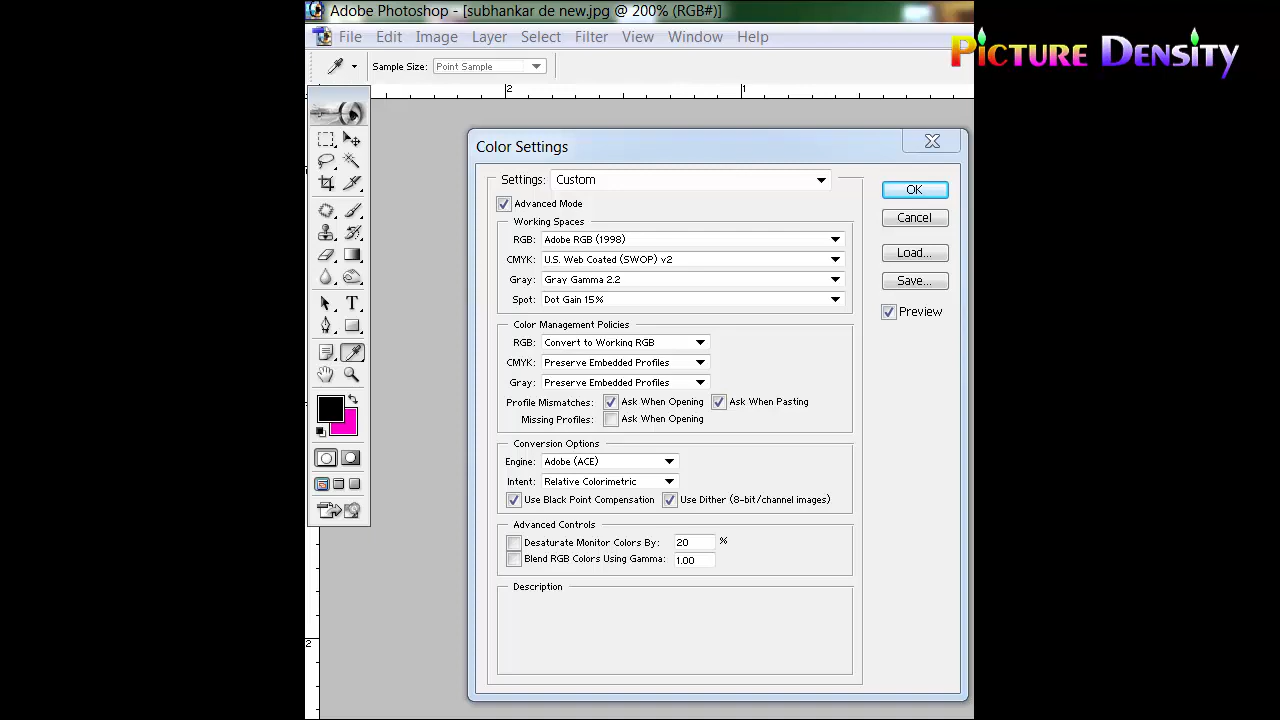 Adobe Photoshop - [subhankar de new.jpg @ 200% (RGB#)]
PICTURE DENSITY
File Edit Image Layer Select Filter View Window Help
Sample Size: Point Sample
2 1
Color Settings
Settings: Custom
OK
Advanced Mode
Cancel
Working Spaces
RGB: Adobe RGB (1998)
CMYK: U.S. Web Coated (SWOP) v2
Load...
Gray: Gray Gamma 2.2
Save...
Spot: Dot Gain 15%
Preview
Color Management Policies
RGB: Convert to Working RGB
CMYK: Preserve Embedded Profiles
Gray: Preserve Embedded Profiles
Profile Mismatches: Ask When Opening Ask When Pasting
Missing Profiles: Ask When Opening
Conversion Options
Engine: Adobe (ACE)
Intent: Relative Colorimetric
Use Black Point Compensation Use Dither (8-bit/channel images)
Advanced Controls
Desaturate Monitor Colors By: 20 %
Blend RGB Colors Using Gamma: 1.00
Description
2